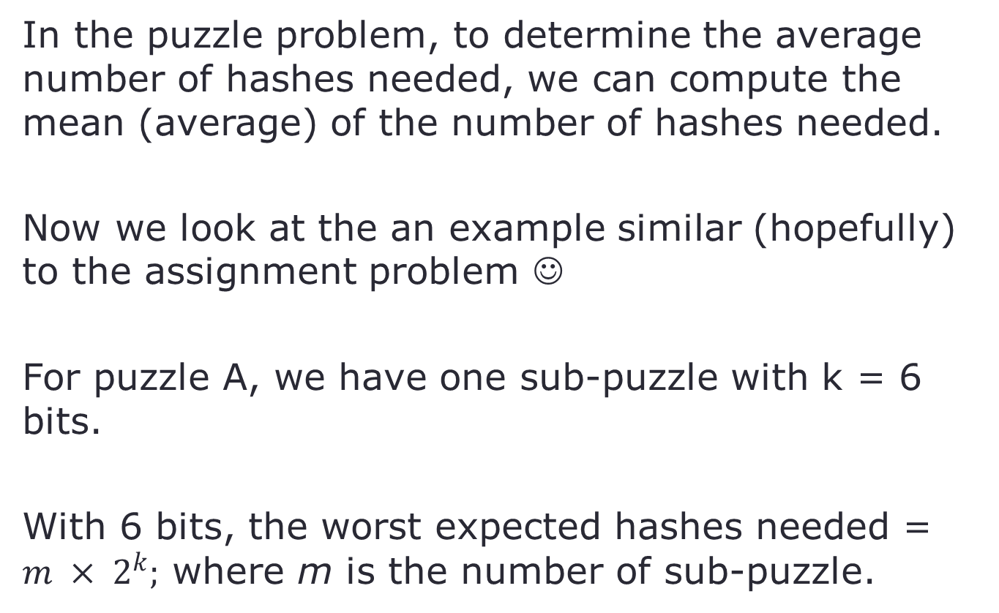 In the puzzle problem, to determine the average
number of hashes needed, we can compute the
mean (average) of the number of hashes needed.
Now we look at the an example similar (hopefully)
to the assignment problem ☺
For puzzle A, we have one sub-puzzle with k = 6
bits.
With 6 bits, the worst expected hashes needed =
m × 2^k; where m is the number of sub-puzzle.